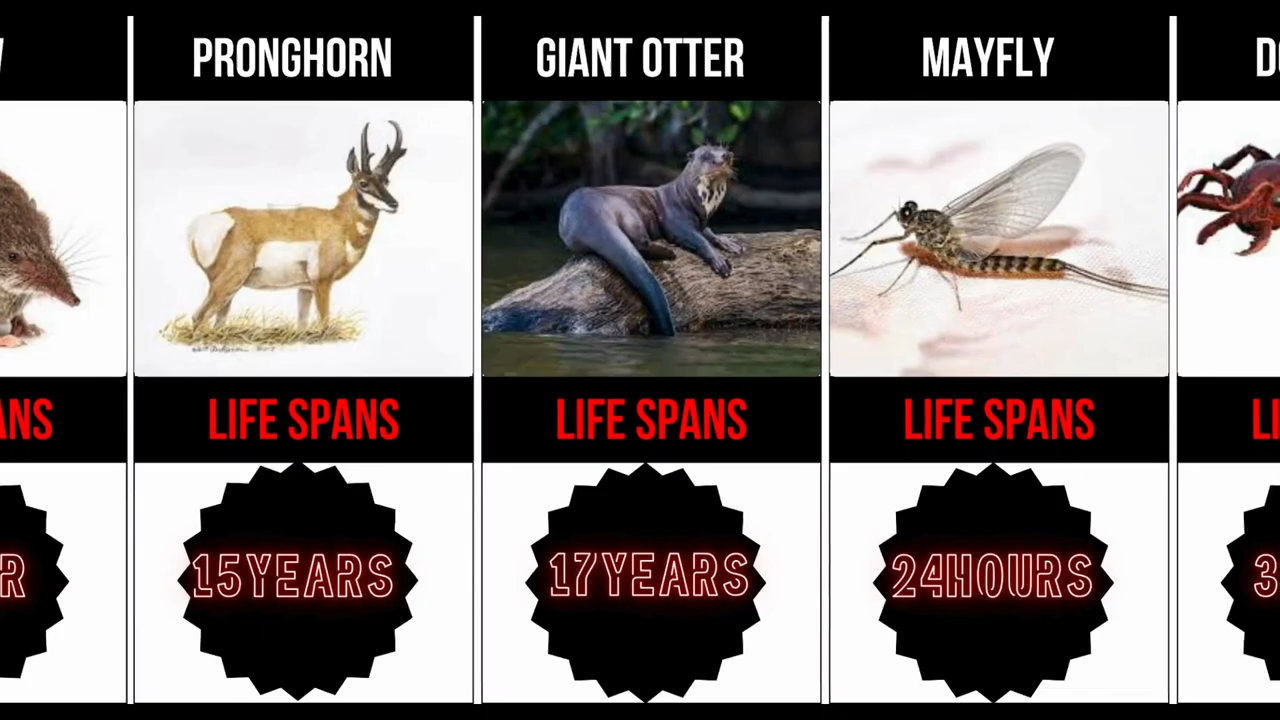 PRONGHORN
GIANT OTTER
MAYFLY
LIFE SPANS
LIFE SPANS
LIFE SPANS
15YEARS
17YEARS
24HOURS